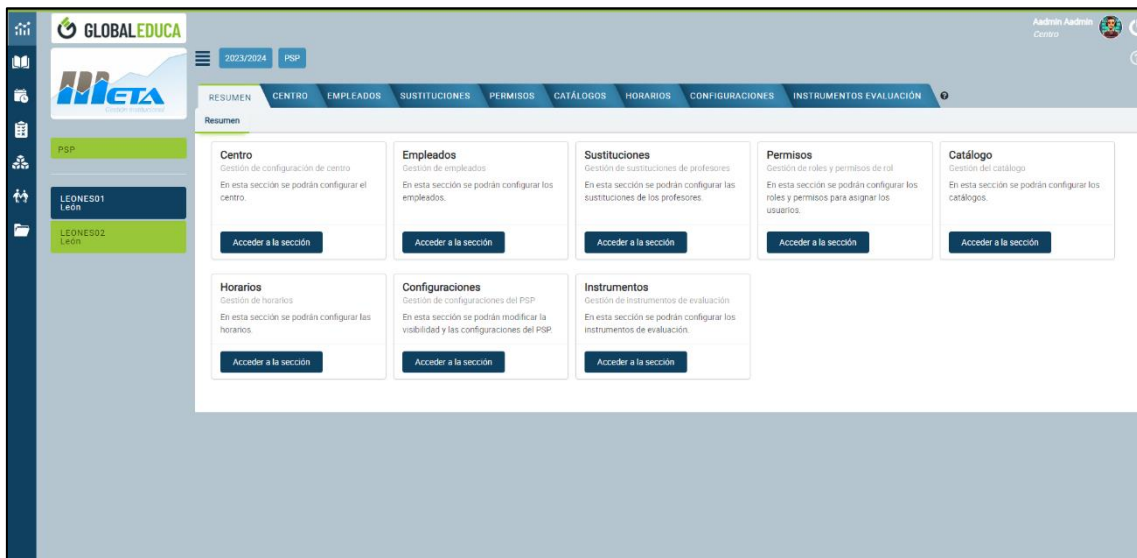 GLOBALEDUCA
META
Gestión institucional
PSP
LEONES01
León
LEONES02
León
Aadmin Aadmin
Centro
2023/2024
PSP
RESUMEN
CENTRO
EMPLEADOS
SUSTITUCIONES
PERMISOS
CATÁLOGOS
HORARIOS
CONFIGURACIONES
INSTRUMENTOS EVALUACIÓN
Resumen
Centro
Gestión de configuración de centro
En esta sección se podrán configurar el
centro.
Acceder a la sección
Empleados
Gestión de empleados
En esta sección se podrán configurar los
empleados.
Acceder a la sección
Sustituciones
Gestión de sustituciones de profesores
En esta sección se podrán configurar las
sustituciones de los profesores.
Acceder a la sección
Permisos
Gestión de roles y permisos de rol
En esta sección se podrán configurar los
roles y permisos para asignar los
usuarios.
Acceder a la sección
Catálogo
Gestión del catálogo
En esta sección se podrán configurar los
catálogos.
Acceder a la sección
Horarios
Gestión de horarios
En esta sección se podrán configurar las
horarios.
Acceder a la sección
Configuraciones
Gestión de configuraciones del PSP
En esta sección se podrán modificar la
visibilidad y las configuraciones del PSP.
Acceder a la sección
Instrumentos
Gestión de instrumentos de evaluación
En esta sección se podrán configurar los
instrumentos de evaluación.
Acceder a la sección